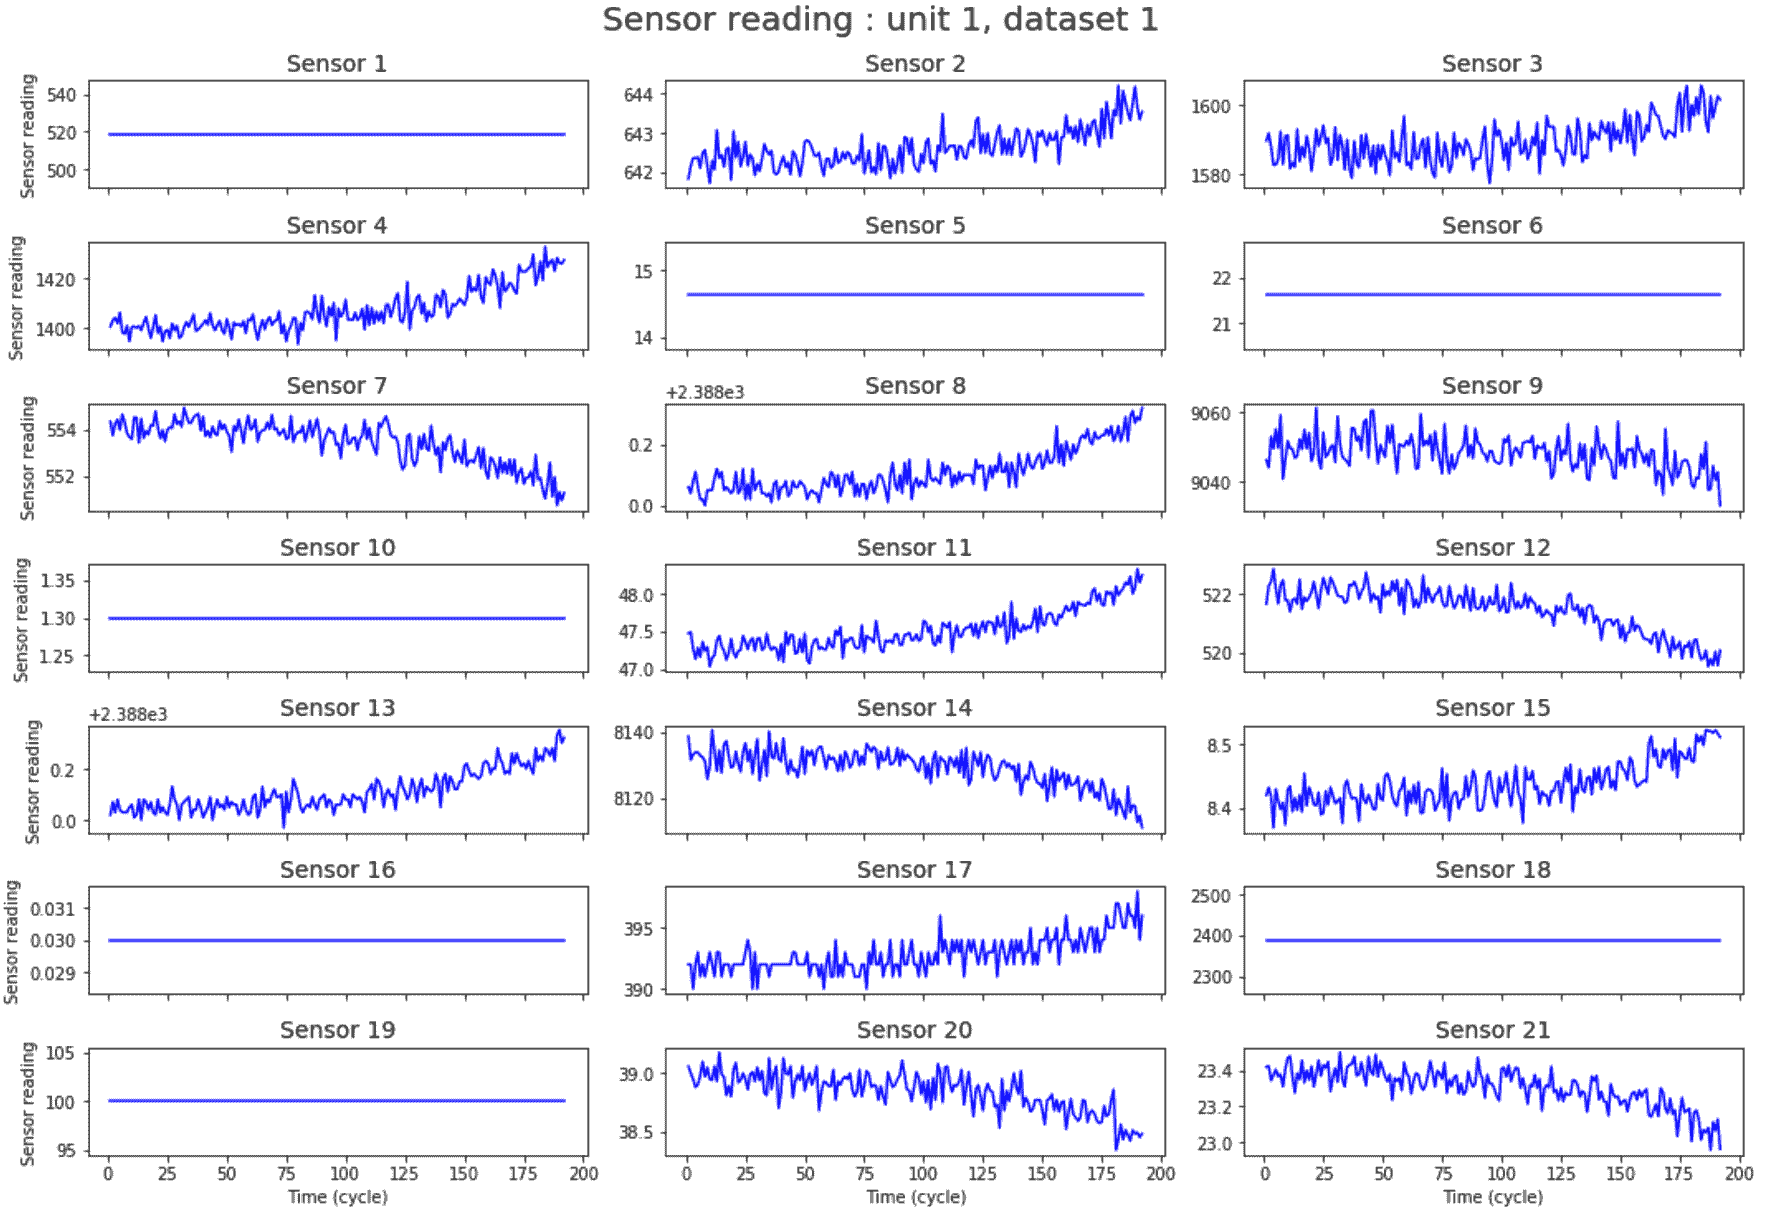 Sensor reading : unit 1, dataset 1
Sensor 1 Sensor 2 Sensor 3
Sensor reading
540
520
500
644
643
642
1600
1580
Sensor 4 Sensor 5 Sensor 6
Sensor reading
1420
1400
15
14
22
21
Sensor 7 Sensor 8 Sensor 9
Sensor reading
554
552
+2.388e3
0.2
0.0
9060
9040
Sensor 10 Sensor 11 Sensor 12
Sensor reading
1.35
1.30
1.25
48.0
47.5
47.0
522
520
Sensor 13 Sensor 14 Sensor 15
Sensor reading
+2.388e3
0.2
0.0
8140
8120
8.5
8.4
Sensor 16 Sensor 17 Sensor 18
Sensor reading
0.031
0.030
0.029
395
390
2500
2400
2300
Sensor 19 Sensor 20 Sensor 21
Sensor reading
105
100
95
39.0
38.5
23.4
23.2
23.0
0 25 50 75 100 125 150 175 200
0 25 50 75 100 125 150 175 200
0 25 50 75 100 125 150 175 200
Time (cycle) Time (cycle) Time (cycle)